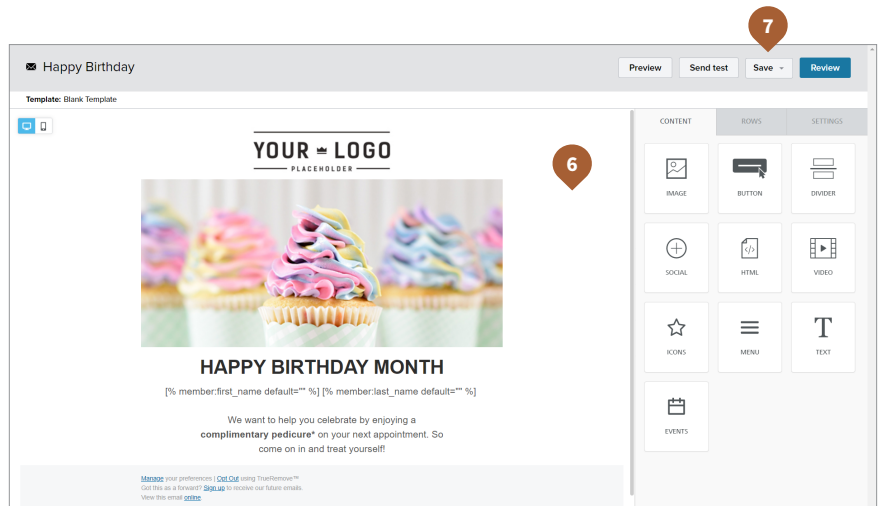 7
Happy Birthday
Preview Send test Save Review
Template: Blank Template
CONTENT ROWS SETTINGS
YOUR LOGO
PLACEHOLDER
6
IMAGE BUTTON DIVIDER
SOCIAL HTML VIDEO
ICONS MENU TEXT
EVENTS
HAPPY BIRTHDAY MONTH
[% member:first_name default="" %] [% member:last_name default="" %]
We want to help you celebrate by enjoying a
complimentary pedicure* on your next appointment. So
come on in and treat yourself!
Manage your preferences | Opt Out using TrueRemove™
Got this as a forward? Sign up to receive our future emails.
View this email online